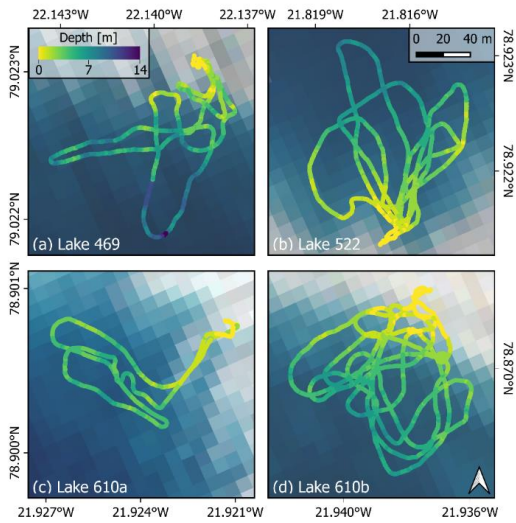 22.143°W 22.140°W 22.137°W
21.819°W 21.816°W
Depth [m]
0 7 14
0 20 40 m
79.023°N
79.022°N
78.923°N
78.922°N
(a) Lake 469
(b) Lake 522
78.901°N
78.900°N
78.870°N
(c) Lake 610a
(d) Lake 610b
21.927°W 21.924°W 21.921°W
21.940°W 21.936°W